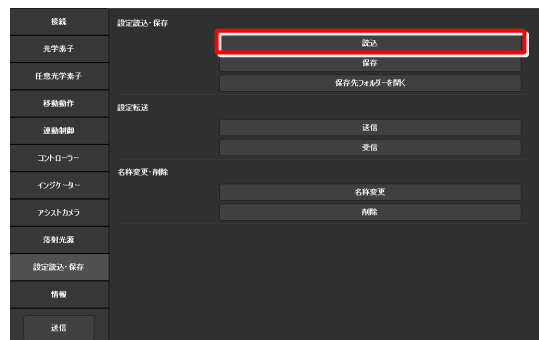 接続
光学素子
任意光学素子
移動動作
連動制御
コントローラー
インジケーター
アシストカメラ
落射光源
設定読込・保存
情報
送信
設定読込・保存
読込
保存
保存先フォルダーを開く
設定転送
送信
受信
名称変更・削除
名称変更
削除